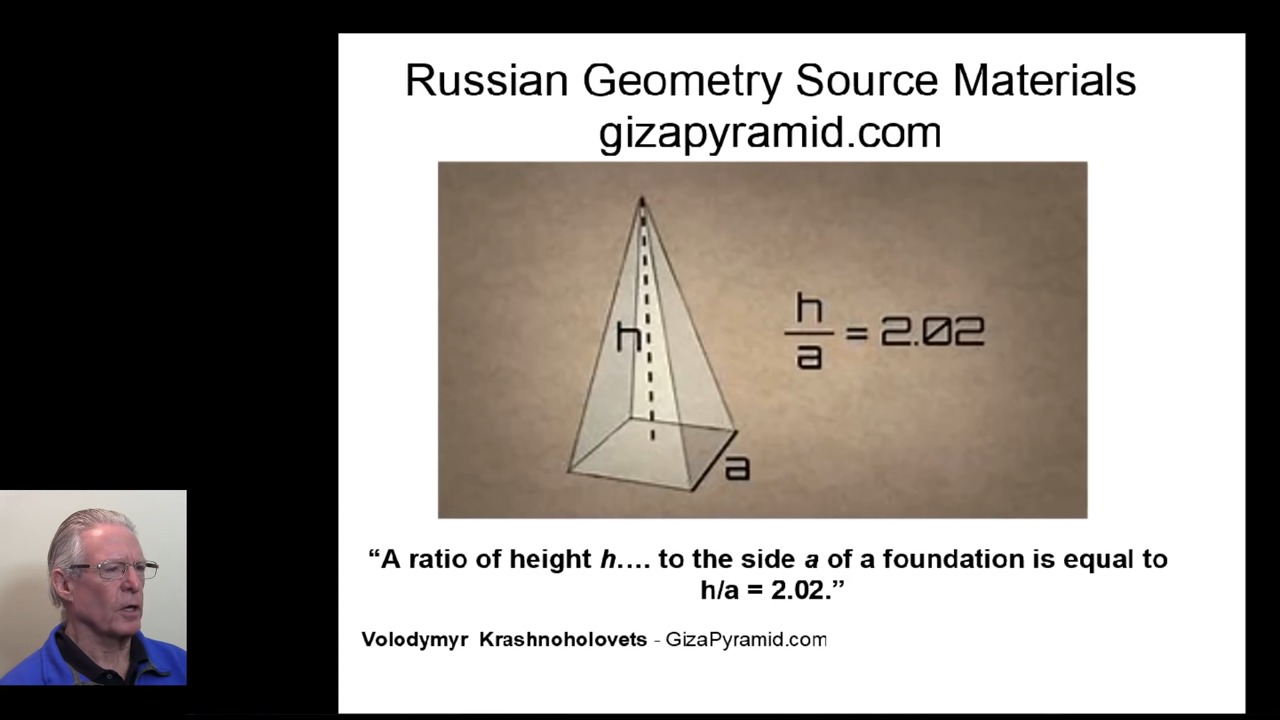 Russian Geometry Source Materials
gizapyramid.com
h
a
h
a
= 2.02
“A ratio of height h.... to the side a of a foundation is equal to
h/a = 2.02.”
Volodymyr Krashnoholovets - GizaPyramid.com